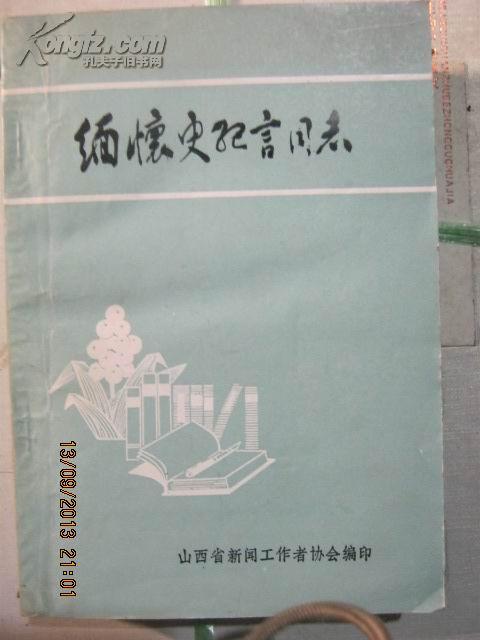 Kongfz.com
孔夫子旧书网
缅怀史纪言同志
山西省新闻工作者协会编印
13/09/2013 21:01